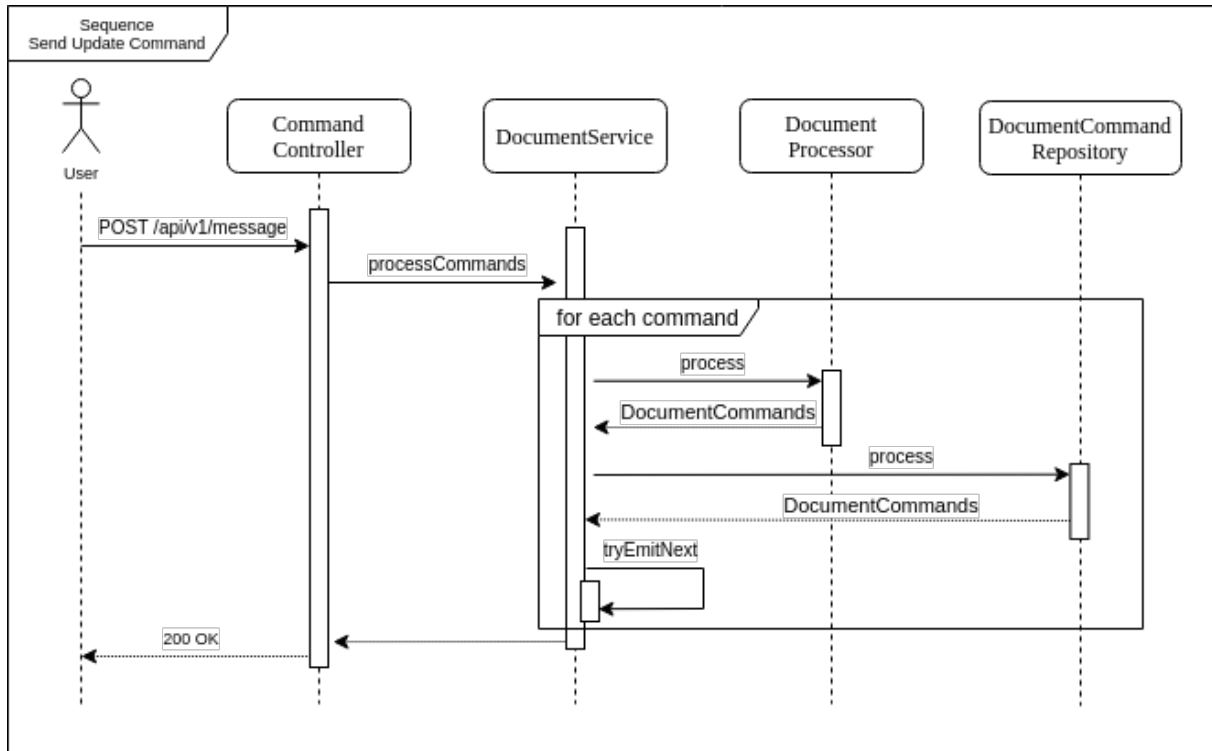 Sequence
Send Update Command
User
Command
Controller
DocumentService
Document
Processor
DocumentCommand
Repository
POST /api/v1/message
processCommands
for each command
process
DocumentCommands
process
DocumentCommands
tryEmitNext
200 OK